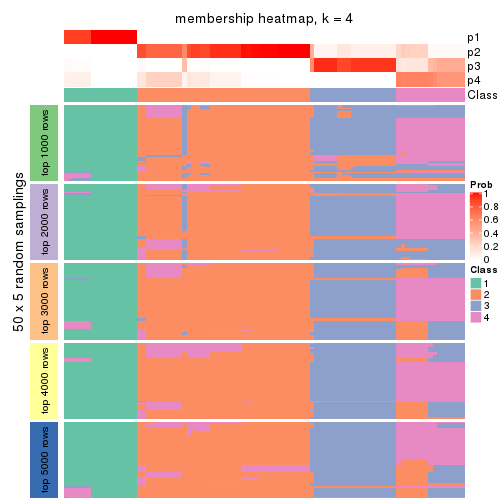 membership heatmap, k = 4
p1
p2
p3
p4
Class
50 x 5 random samplings
top 1000 rows
top 2000 rows
top 3000 rows
top 4000 rows
top 5000 rows
Prob
1
0.8
0.6
0.4
0.2
0
Class
1
2
3
4